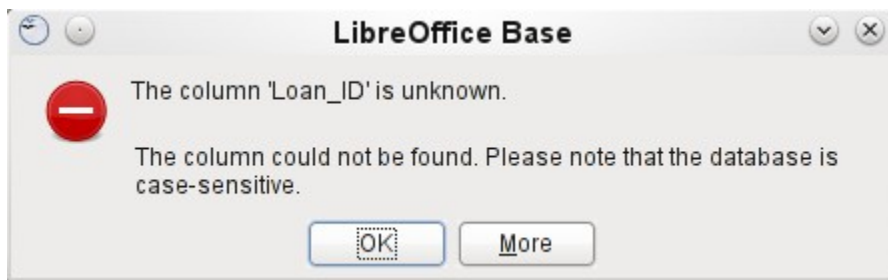 LibreOffice Base
The column 'Loan_ID' is unknown.
The column could not be found. Please note that the database is
case-sensitive.
OK More